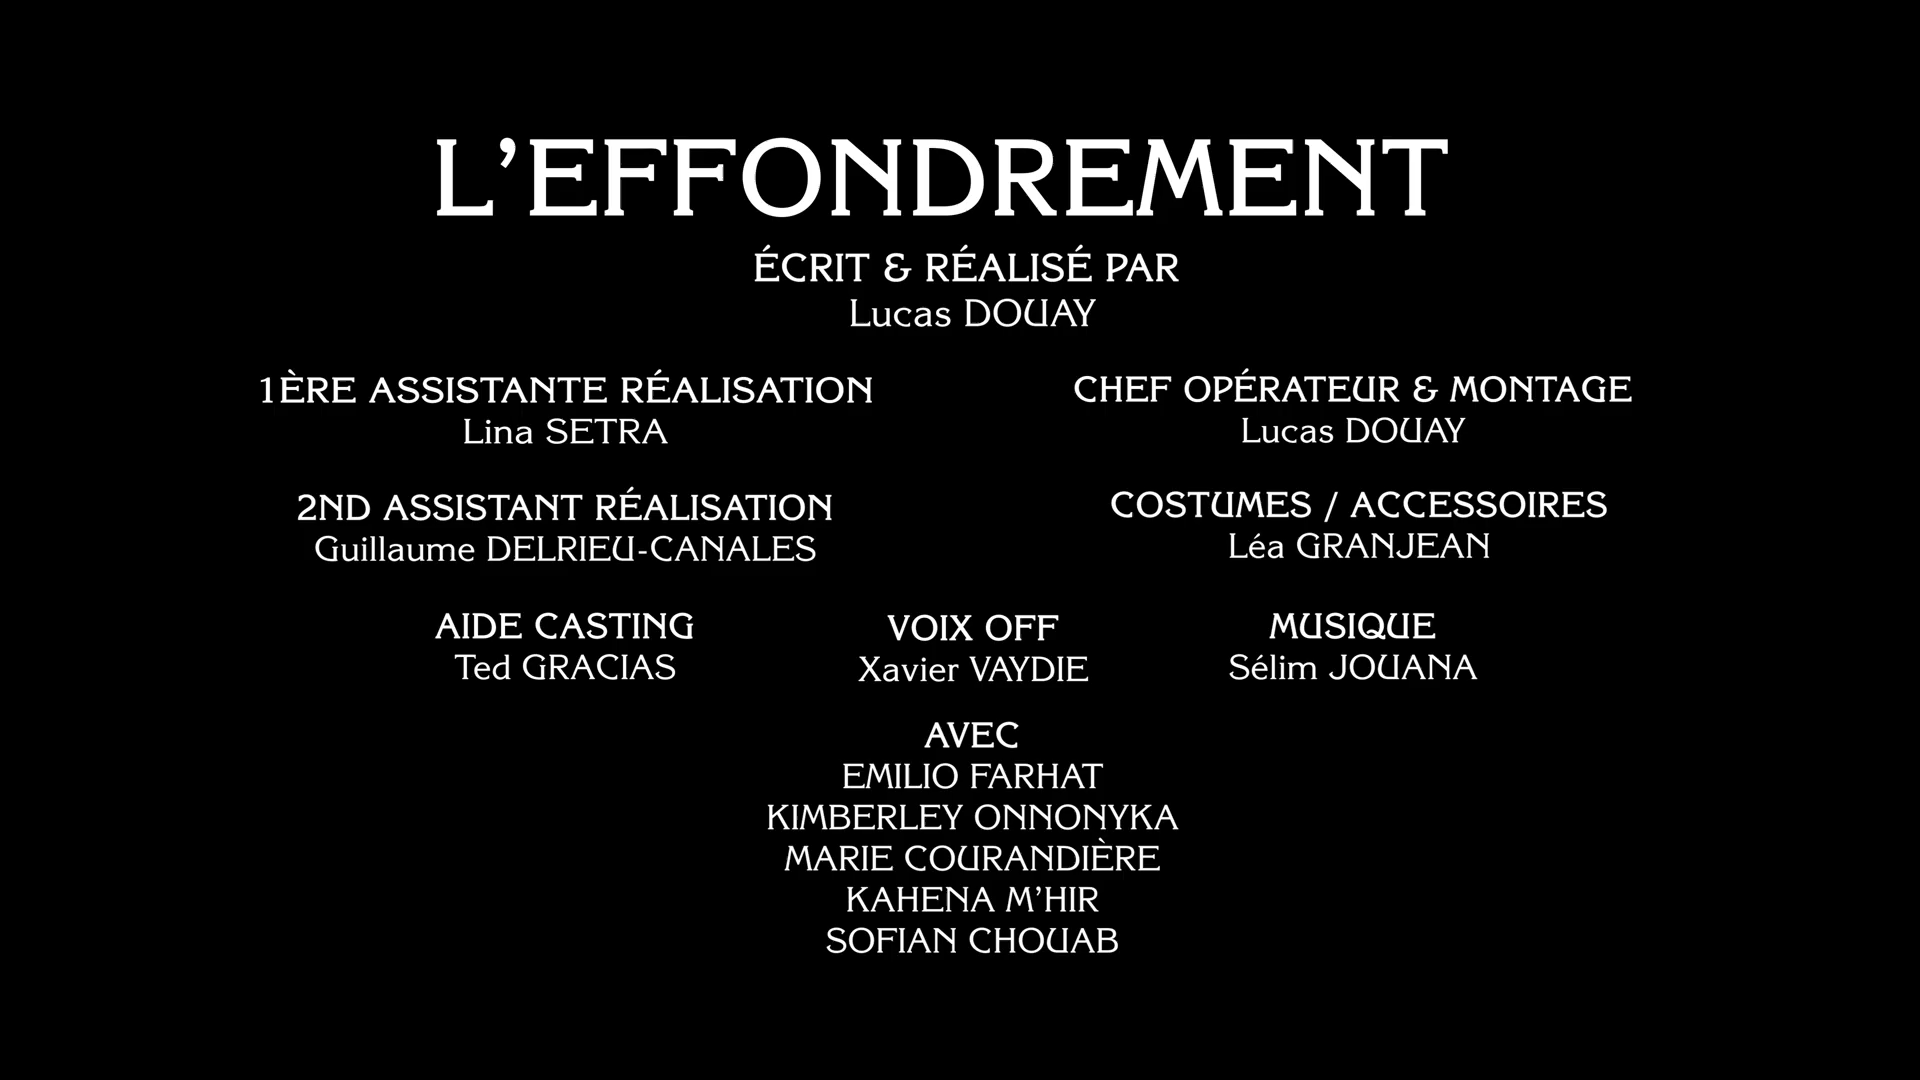 L’EFFONDREMENT
ÉCRIT & RÉALISÉ PAR
Lucas DOUAY
1ÈRE ASSISTANTE RÉALISATION
Lina SETRA
CHEF OPÉRATEUR & MONTAGE
Lucas DOUAY
2ND ASSISTANT RÉALISATION
Guillaume DELRIEU-CANALES
COSTUMES / ACCESSOIRES
Léa GRANJEAN
AIDE CASTING
Ted GRACIAS
VOIX OFF
Xavier VAYDIE
MUSIQUE
Sélim JOUANA
AVEC
EMILIO FARHAT
KIMBERLEY ONNONYKA
MARIE COURANDIÈRE
KAHENA M’HIR
SOFIAN CHOUAB